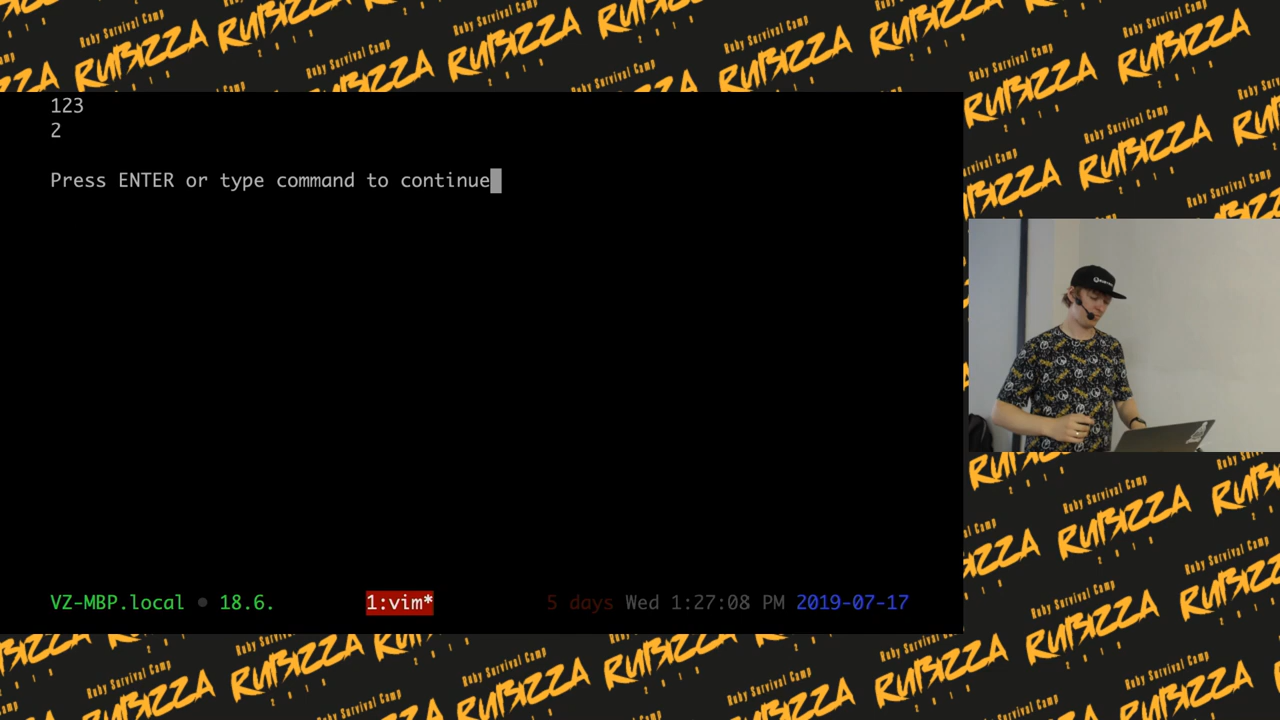 Ruby Survival Camp
RUBIZZA
2019
123
2
Press ENTER or type command to continue
VZ-MBP.local • 18.6.
1:vim*
5 days Wed 1:27:08 PM 2019-07-17